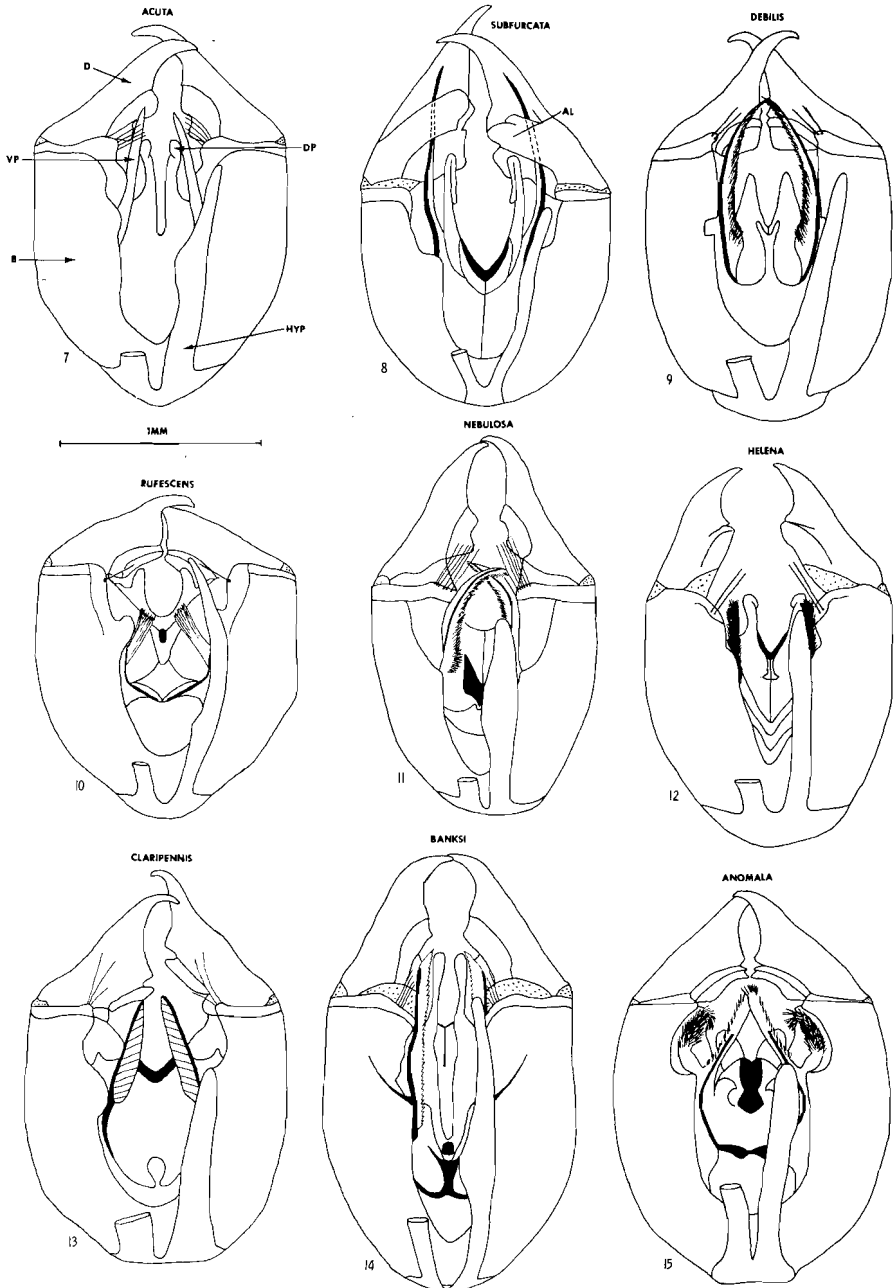 ACUTA
D
VP
DP
B
HYP
7
SUBFURCATA
AL
8
DEBILIS
9
1MM
RUFESCENS
10
NEBULOSA
11
HELENA
12
CLARIPENNIS
13
BANKSI
14
ANOMALA
15